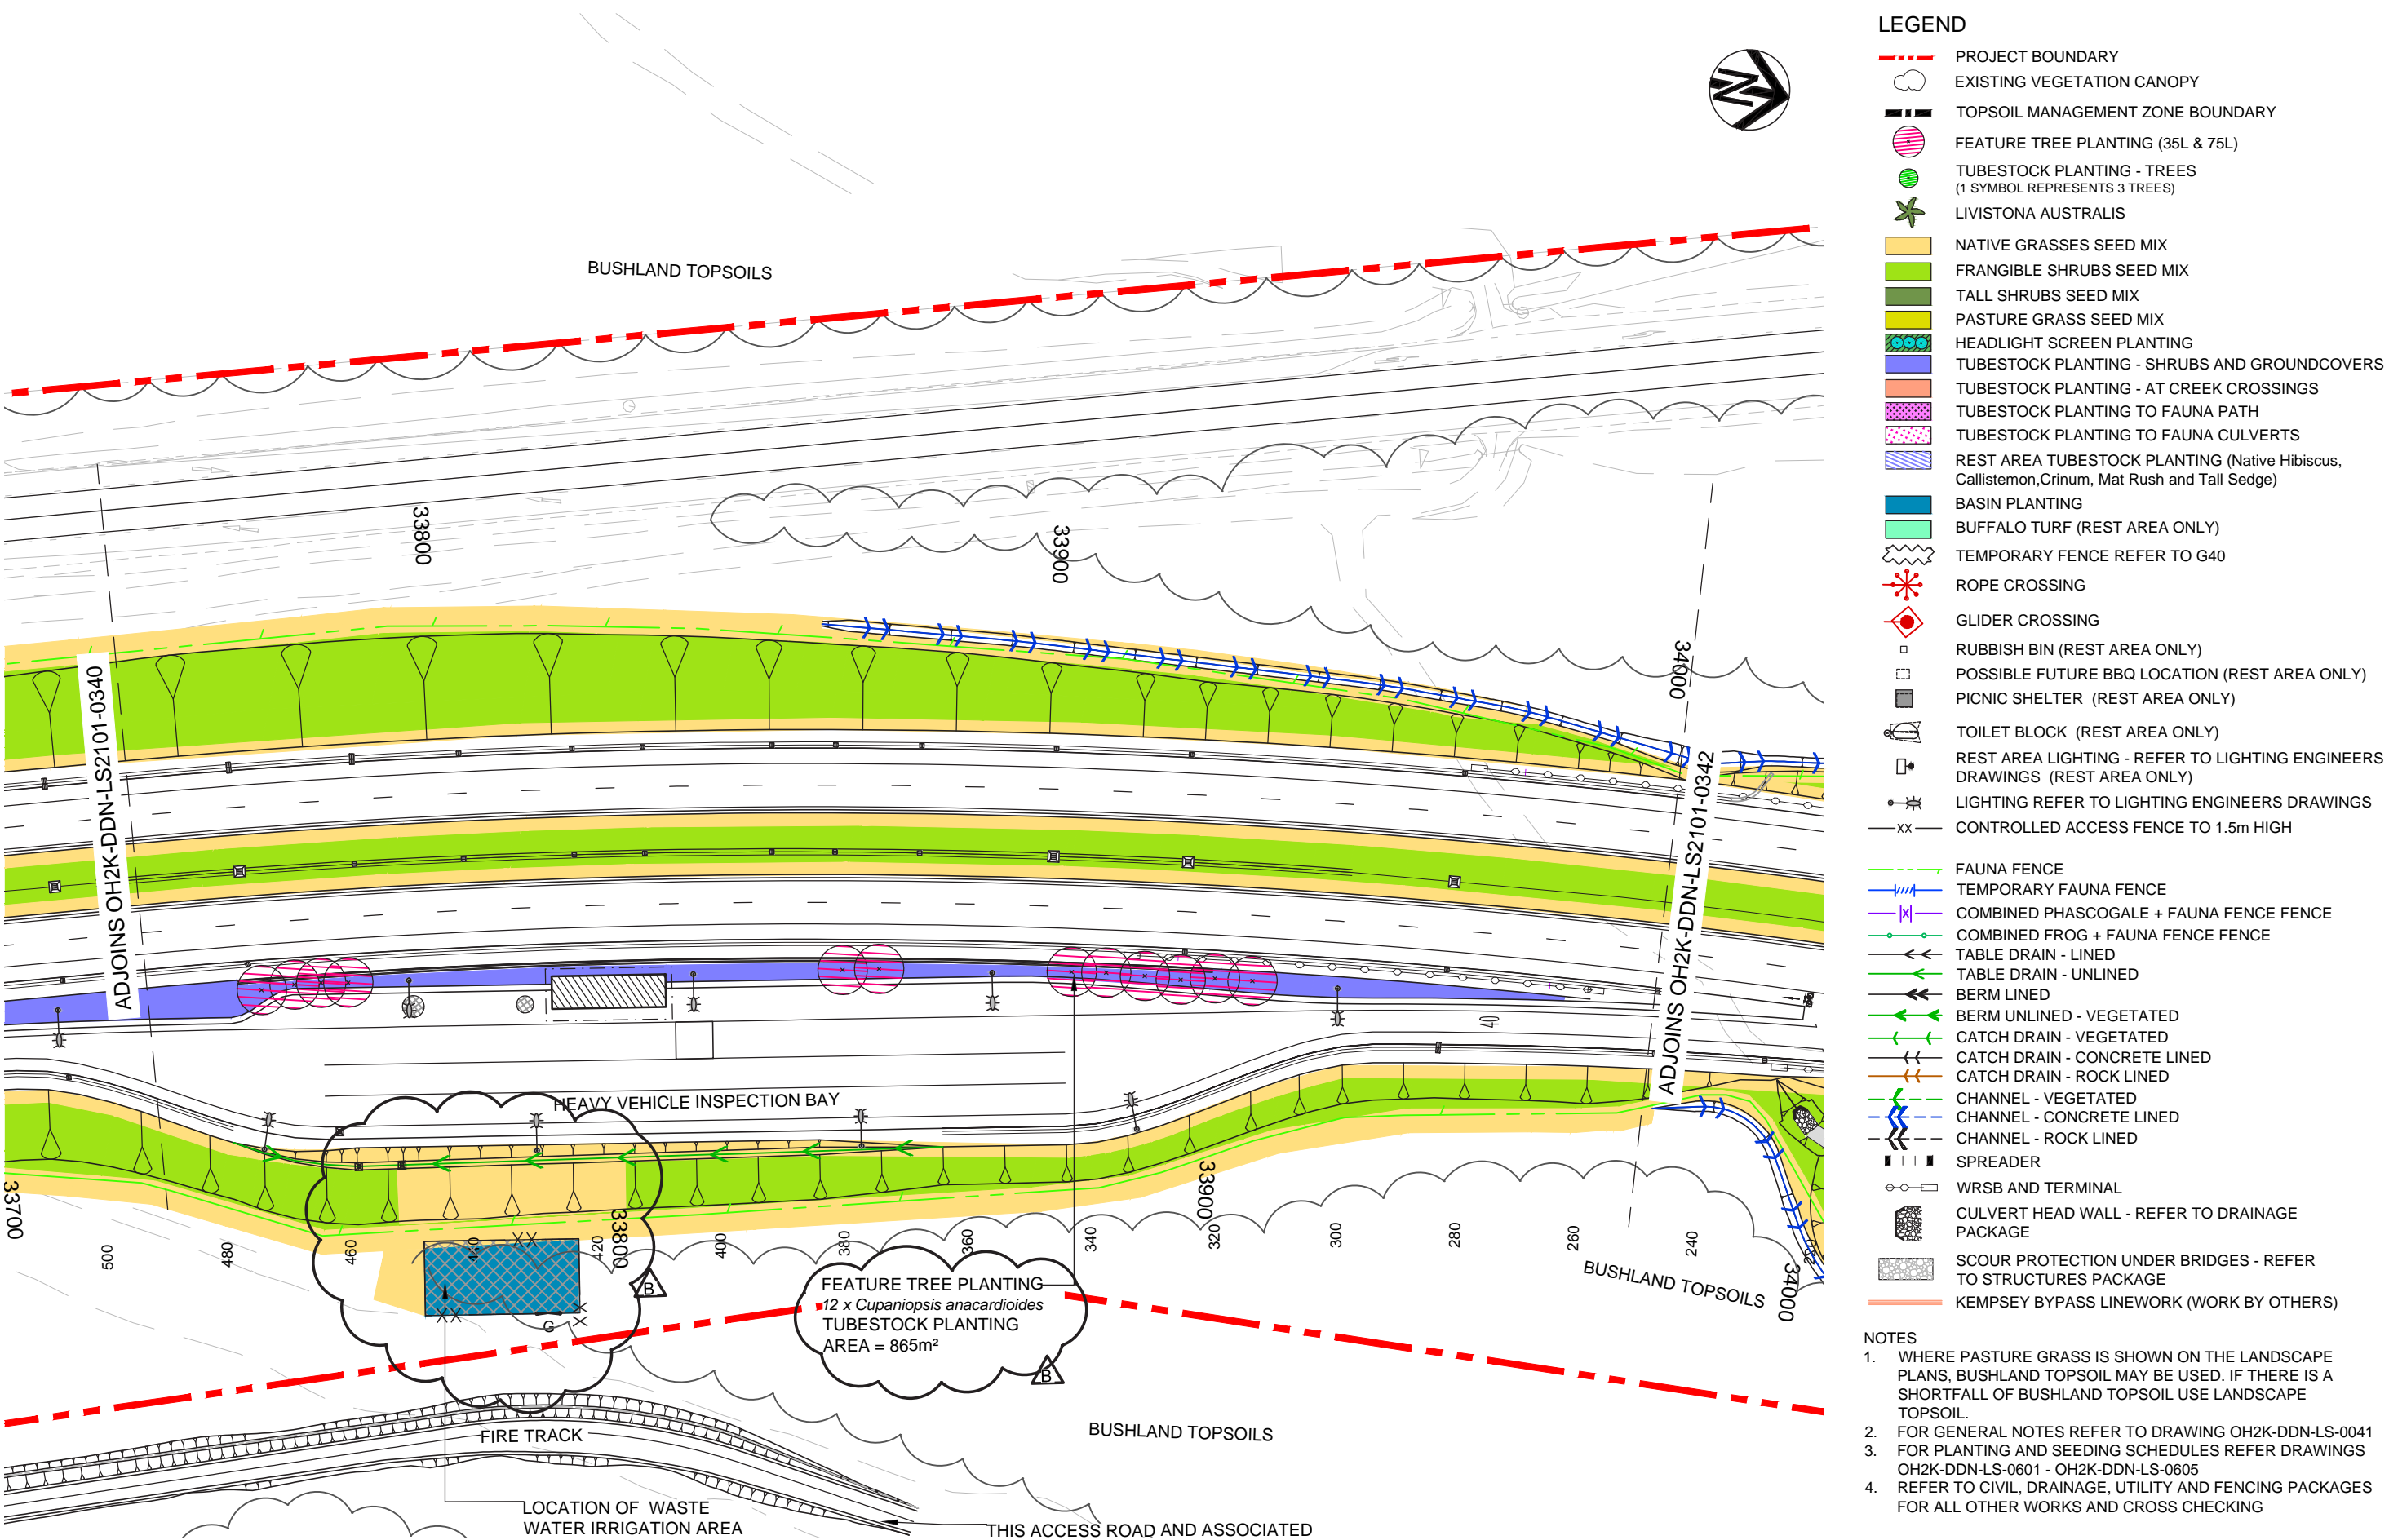 BUSHLAND TOPSOILS
N
33800
33900
34000
ADJOINS OH2K-DDN-LS2101-0340
ADJOINS OH2K-DDN-LS2101-0342
HEAVY VEHICLE INSPECTION BAY
33700
33800
33900
34000
500
480
460
440
420
400
380
360
340
320
300
280
260
240
220
XX
XX
XX
G
B
FEATURE TREE PLANTING
12 x Cupaniopsis anacardioides
TUBESTOCK PLANTING
AREA = 865m²
B
BUSHLAND TOPSOILS
BUSHLAND TOPSOILS
FIRE TRACK
LOCATION OF WASTE
WATER IRRIGATION AREA
THIS ACCESS ROAD AND ASSOCIATED
LEGEND
PROJECT BOUNDARY
EXISTING VEGETATION CANOPY
TOPSOIL MANAGEMENT ZONE BOUNDARY
FEATURE TREE PLANTING (35L & 75L)
TUBESTOCK PLANTING - TREES
(1 SYMBOL REPRESENTS 3 TREES)
LIVISTONA AUSTRALIS
NATIVE GRASSES SEED MIX
FRANGIBLE SHRUBS SEED MIX
TALL SHRUBS SEED MIX
PASTURE GRASS SEED MIX
HEADLIGHT SCREEN PLANTING
TUBESTOCK PLANTING - SHRUBS AND GROUNDCOVERS
TUBESTOCK PLANTING - AT CREEK CROSSINGS
TUBESTOCK PLANTING TO FAUNA PATH
TUBESTOCK PLANTING TO FAUNA CULVERTS
REST AREA TUBESTOCK PLANTING (Native Hibiscus,
Callistemon,Crinum, Mat Rush and Tall Sedge)
BASIN PLANTING
BUFFALO TURF (REST AREA ONLY)
TEMPORARY FENCE REFER TO G40
ROPE CROSSING
GLIDER CROSSING
RUBBISH BIN (REST AREA ONLY)
POSSIBLE FUTURE BBQ LOCATION (REST AREA ONLY)
PICNIC SHELTER (REST AREA ONLY)
TOILET BLOCK (REST AREA ONLY)
REST AREA LIGHTING - REFER TO LIGHTING ENGINEERS
DRAWINGS (REST AREA ONLY)
LIGHTING REFER TO LIGHTING ENGINEERS DRAWINGS
XX CONTROLLED ACCESS FENCE TO 1.5m HIGH
FAUNA FENCE
TEMPORARY FAUNA FENCE
X COMBINED PHASCOGALE + FAUNA FENCE FENCE
COMBINED FROG + FAUNA FENCE FENCE
TABLE DRAIN - LINED
TABLE DRAIN - UNLINED
BERM LINED
BERM UNLINED - VEGETATED
CATCH DRAIN - VEGETATED
CATCH DRAIN - CONCRETE LINED
CATCH DRAIN - ROCK LINED
CHANNEL - VEGETATED
CHANNEL - CONCRETE LINED
CHANNEL - ROCK LINED
SPREADER
WRSB AND TERMINAL
CULVERT HEAD WALL - REFER TO DRAINAGE
PACKAGE
SCOUR PROTECTION UNDER BRIDGES - REFER
TO STRUCTURES PACKAGE
KEMPSEY BYPASS LINEWORK (WORK BY OTHERS)
NOTES
1. WHERE PASTURE GRASS IS SHOWN ON THE LANDSCAPE
PLANS, BUSHLAND TOPSOIL MAY BE USED. IF THERE IS A
SHORTFALL OF BUSHLAND TOPSOIL USE LANDSCAPE
TOPSOIL.
2. FOR GENERAL NOTES REFER TO DRAWING OH2K-DDN-LS-0041
3. FOR PLANTING AND SEEDING SCHEDULES REFER DRAWINGS
OH2K-DDN-LS-0601 - OH2K-DDN-LS-0605
4. REFER TO CIVIL, DRAINAGE, UTILITY AND FENCING PACKAGES
FOR ALL OTHER WORKS AND CROSS CHECKING